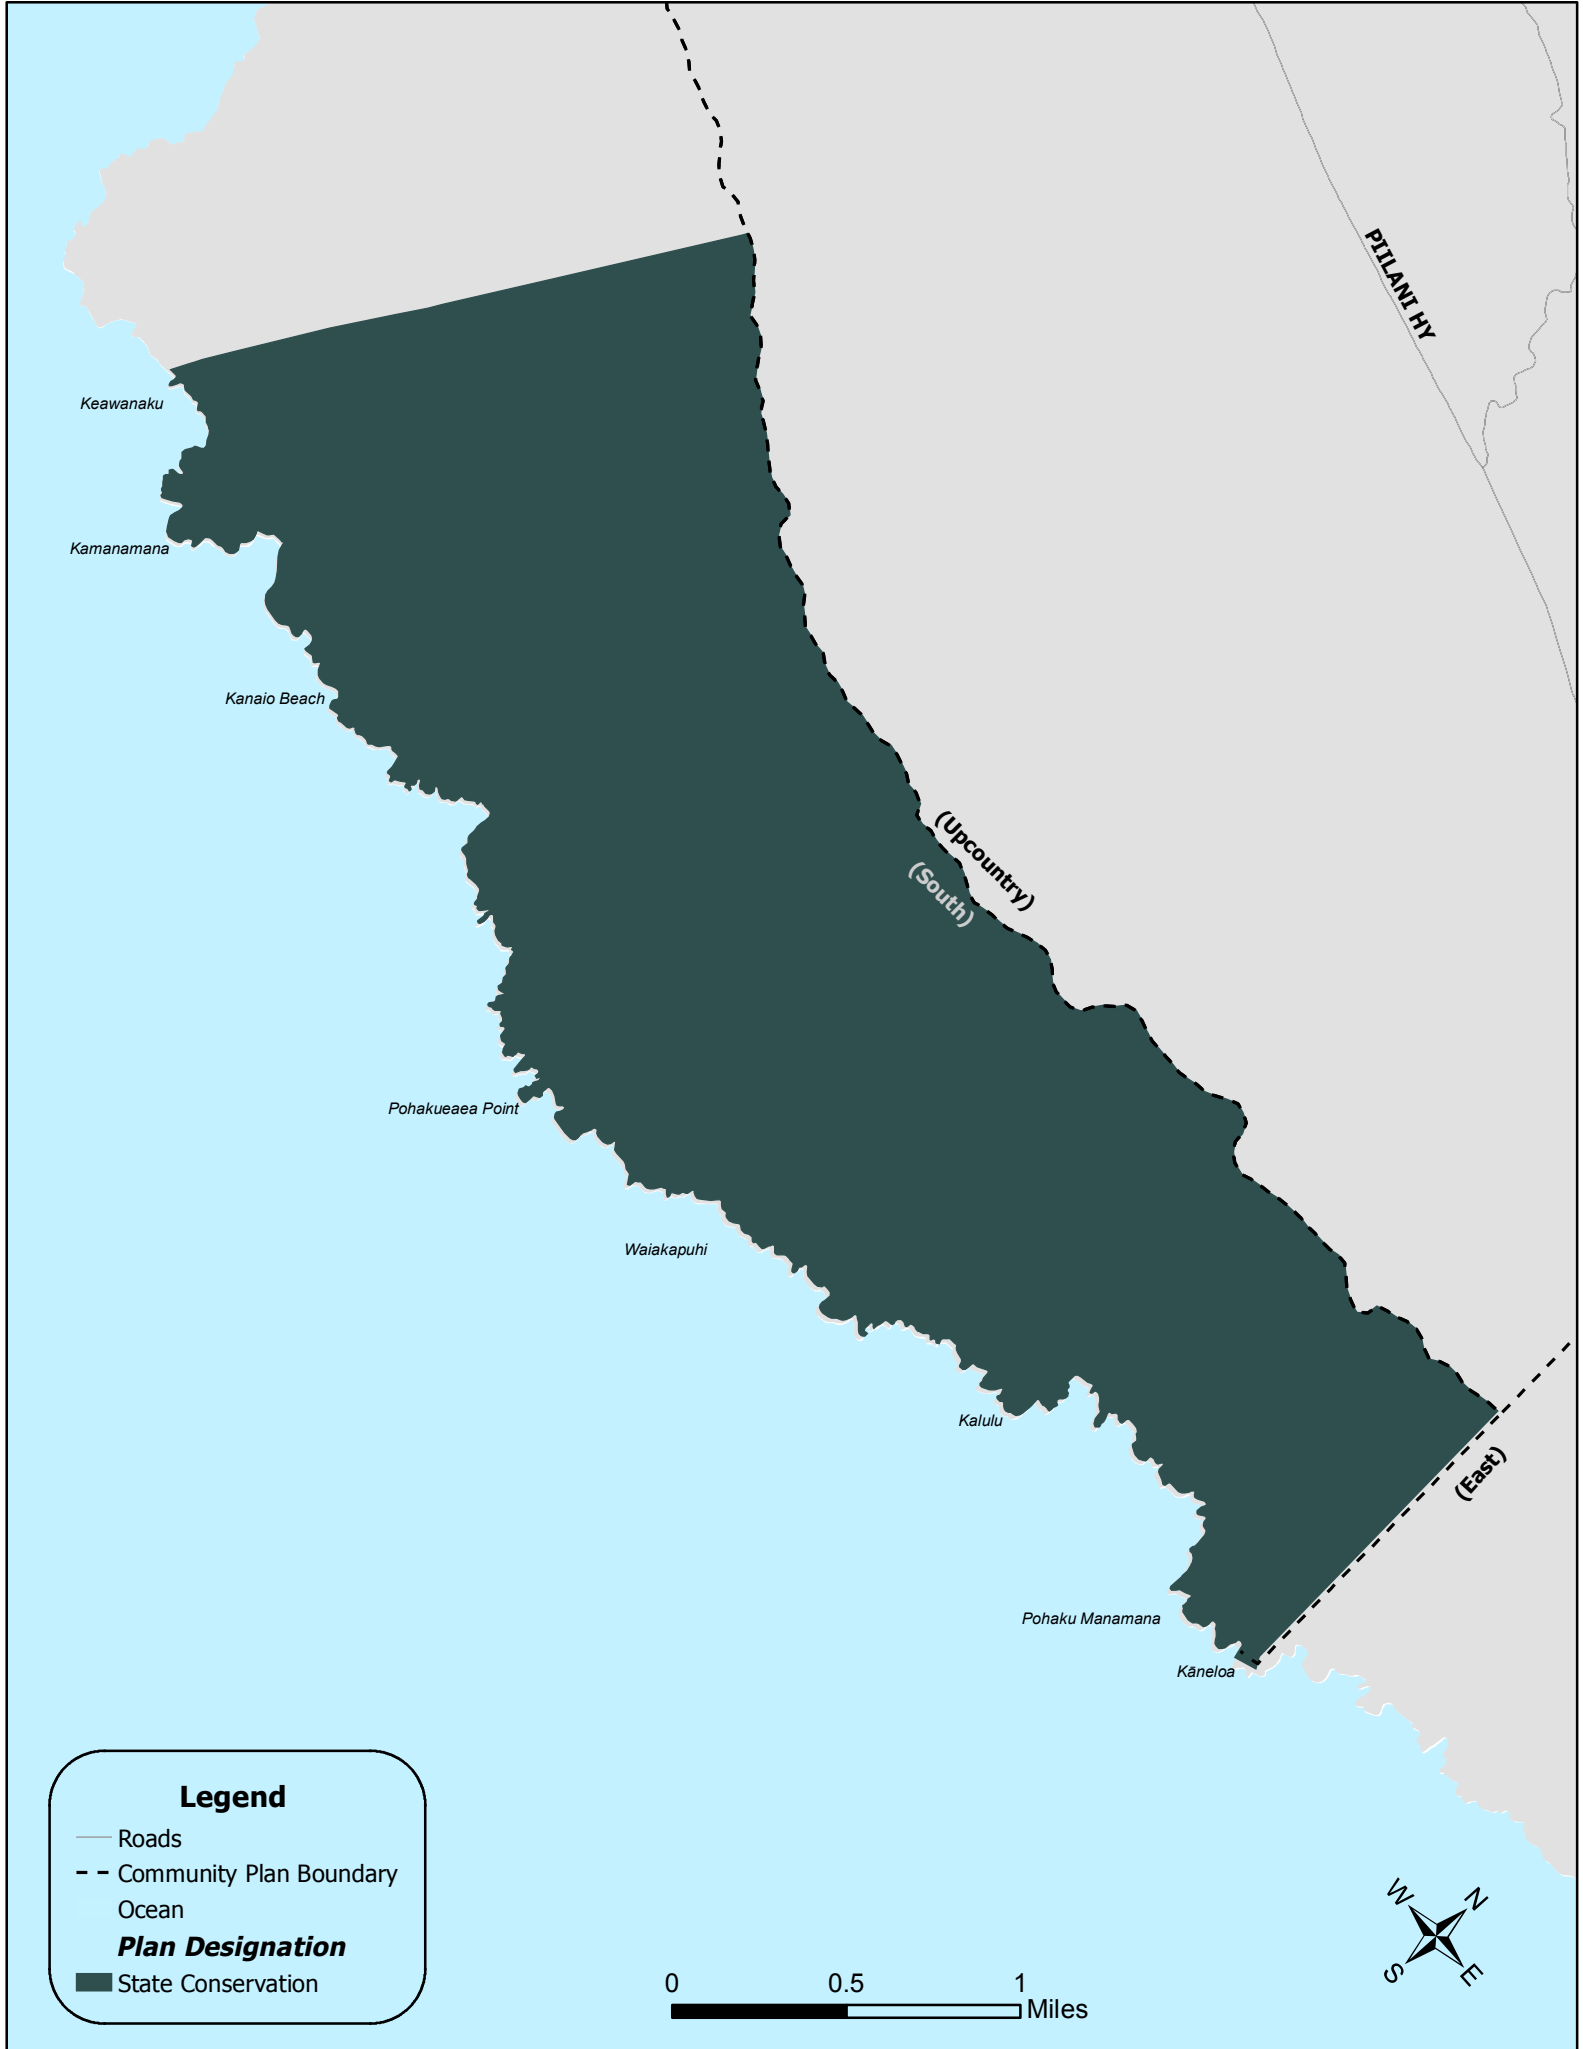 PIILANI HY
Keawanaku
Kamanamana
Kanaio Beach
(Upcountry)
(South)
Pohakueaea Point
Waiakapuhi
Kalulu
(East)
Pohaku Manamana
Kāneloa
Legend
Roads
Community Plan Boundary
Ocean
Plan Designation
State Conservation
0 0.5 1
Miles
W N
S E